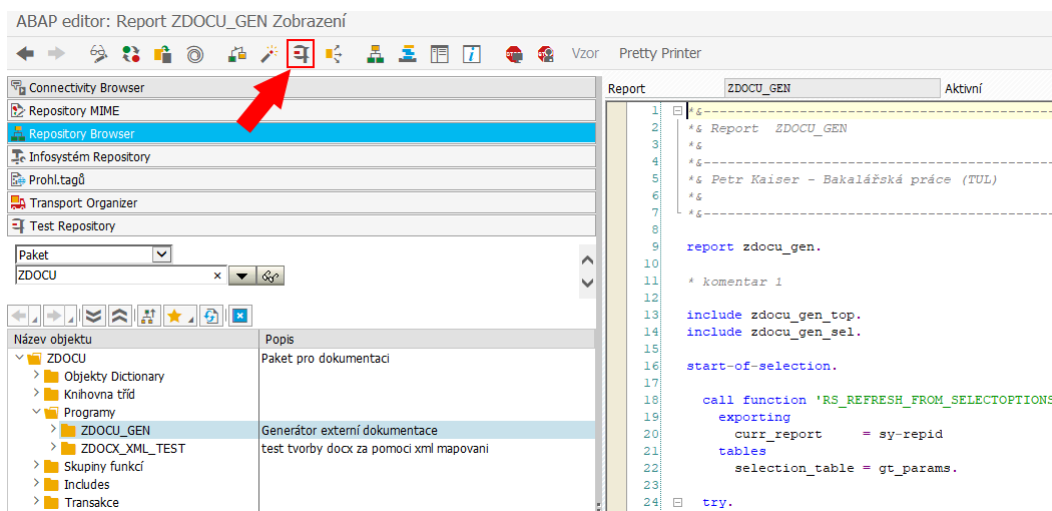 ABAP editor: Report ZDOCU_GEN Zobrazení
Vzor Pretty Printer
Connectivity Browser
Repository MIME
Repository Browser
Infosystém Repository
Prohl.tagů
Transport Organizer
Test Repository
Paket
ZDOCU
Název objektu Popis
ZDOCU Paket pro dokumentaci
Objekty Dictionary
Knihovna tříd
Programy
ZDOCU_GEN Generátor externí dokumentace
ZDOCX_XML_TEST test tvorby docx za pomoci xml mapovani
Skupiny funkcí
Includes
Transakce
Report ZDOCU_GEN Aktivní
1 *&---------------------------------------------
2 *& Report ZDOCU_GEN
3 *&
4 *&---------------------------------------------
5 *& Petr Kaiser - Bakalářská práce (TUL)
6 *&
7 *&---------------------------------------------
8
9 report zdocu_gen.
10
11 * komentar 1
12
13 include zdocu_gen_top.
14 include zdocu_gen_sel.
15
16 start-of-selection.
17
18 call function 'RS_REFRESH_FROM_SELECTOPTIONS
19 exporting
20 curr_report = sy-repid
21 tables
22 selection_table = gt_params.
23
24 try.